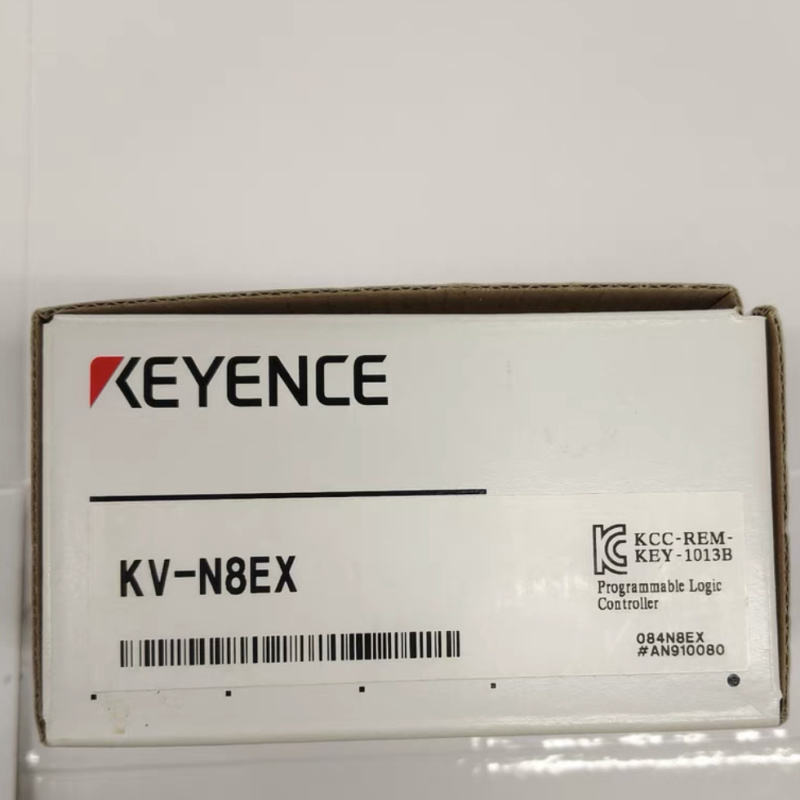 KEYENCE
KV-N8EX
KCC-REM-
KEY-1013B
Programmable Logic
Controller
084N8EX
#AN910080